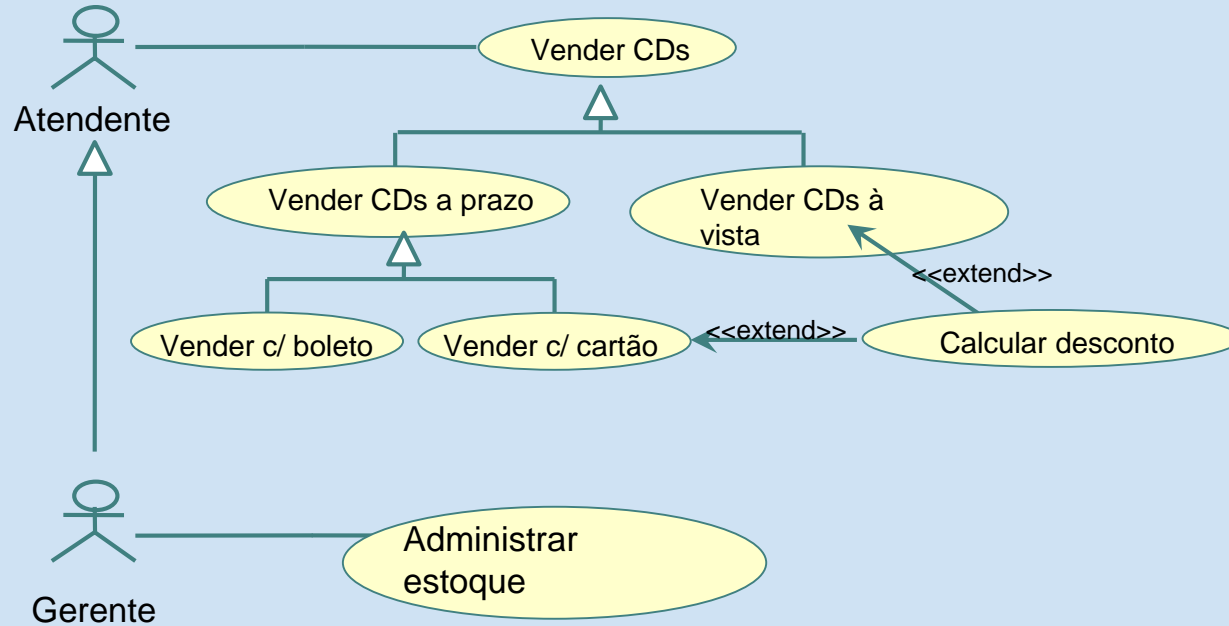 Vender CDs
Atendente
Vender CDs a prazo
Vender CDs à
vista
<<extend>>
Vender c/ boleto
Vender c/ cartão
<<extend>>
Calcular desconto
Administrar
estoque
Gerente